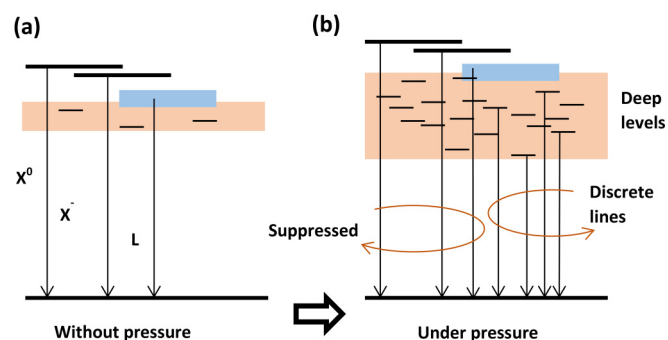 (a)
(b)
Deep
levels
X⁰
X⁻
L
Suppressed
Discrete
lines
Without pressure
Under pressure